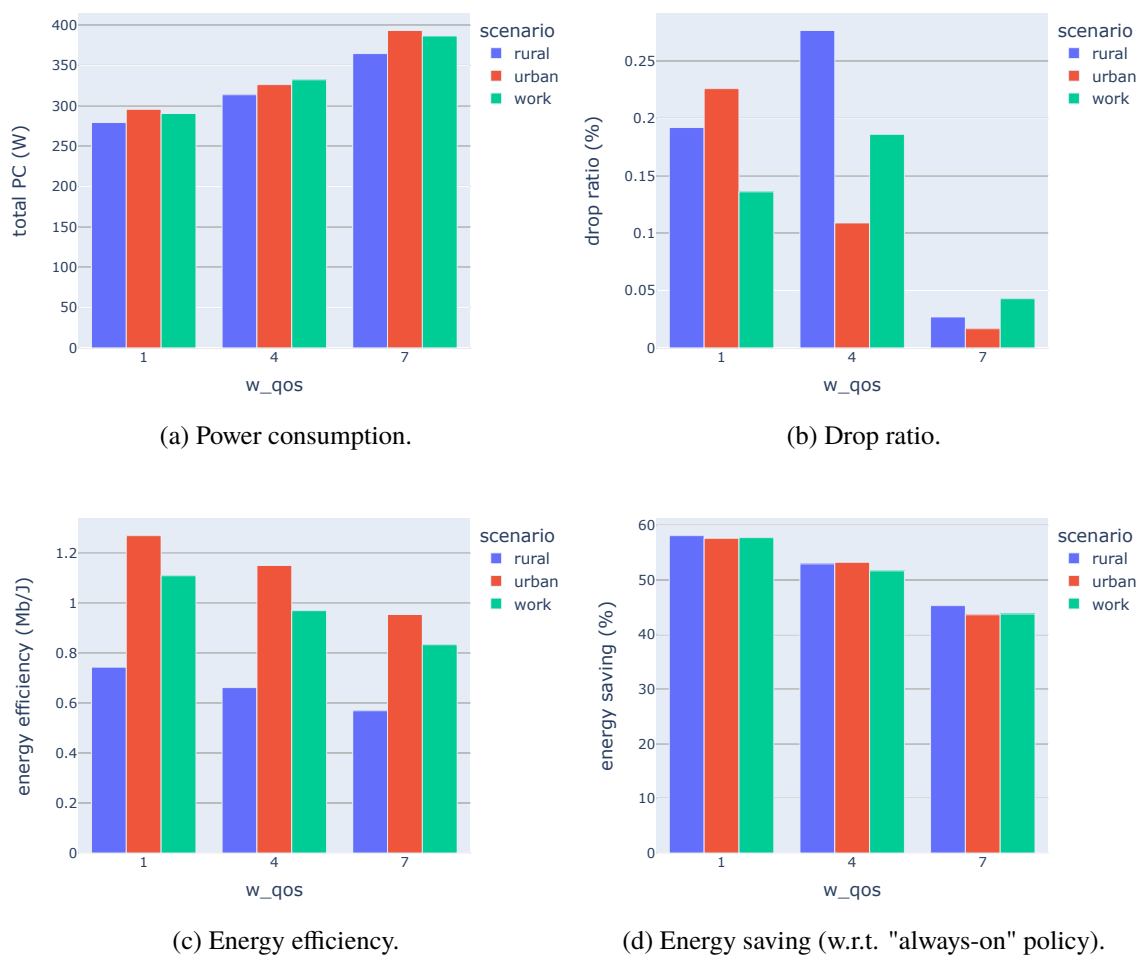 400
350
300
250
200
150
100
50
0
total PC (W)
1 4 7
w_qos
scenario
rural
urban
work
(a) Power consumption.
0.25
0.2
0.15
0.1
0.05
0
drop ratio (%)
1 4 7
w_qos
scenario
rural
urban
work
(b) Drop ratio.
1.2
1
0.8
0.6
0.4
0.2
0
energy efficiency (Mb/J)
1 4 7
w_qos
scenario
rural
urban
work
(c) Energy efficiency.
60
50
40
30
20
10
0
energy saving (%)
1 4 7
w_qos
scenario
rural
urban
work
(d) Energy saving (w.r.t. "always-on" policy).